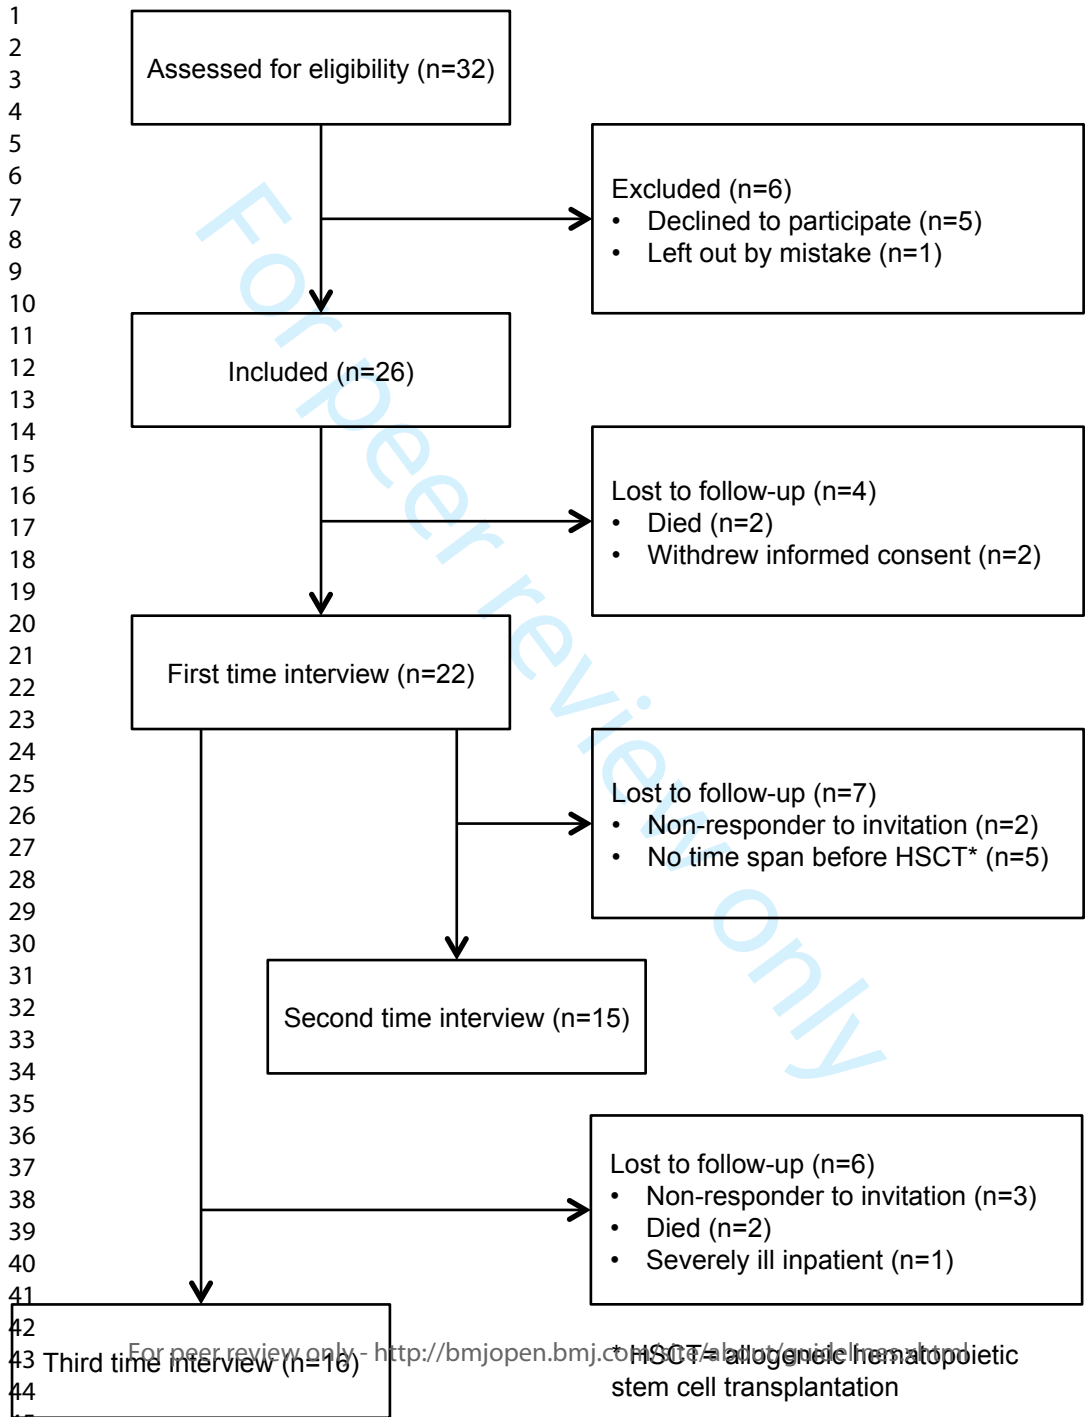 1
2
3
4
5
6
7
8
9
10
11
12
13
14
15
16
17
18
19
20
21
22
23
24
25
26
27
28
29
30
31
32
33
34
35
36
37
38
39
40
41
42
43
44
45
Assessed for eligibility (n=32)
Excluded (n=6)
• Declined to participate (n=5)
• Left out by mistake (n=1)
Included (n=26)
Lost to follow-up (n=4)
• Died (n=2)
• Withdrew informed consent (n=2)
First time interview (n=22)
Lost to follow-up (n=7)
• Non-responder to invitation (n=2)
• No time span before HSCT* (n=5)
Second time interview (n=15)
Lost to follow-up (n=6)
• Non-responder to invitation (n=3)
• Died (n=2)
• Severely ill inpatient (n=1)
Third time interview (n=16)
* HSCT= allogeneic hematopoietic
stem cell transplantation
For peer review only - http://bmjopen.bmj.com/site/about/guidelines.xhtml
For peer review only